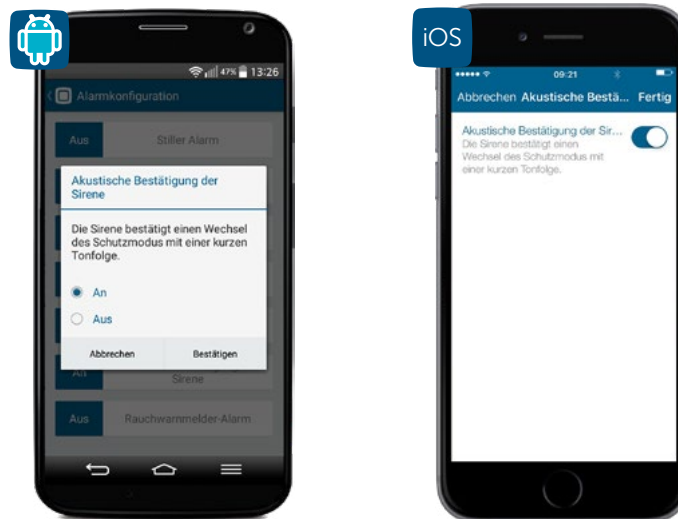 47% 13:26
Alarmkonfiguration
Aus Stiller Alarm
Akustische Bestätigung der
Sirene
Die Sirene bestätigt einen Wechsel
des Schutzmodus mit einer kurzen
Tonfolge.
An
Aus
Abbrechen Bestätigen
An Sirene
Aus Rauchwarnmelder-Alarm
iOS
09:21
Abbrechen Akustische Bestä... Fertig
Akustische Bestätigung der Sir...
Die Sirene bestätigt einen
Wechsel des Schutzmodus mit
einer kurzen Tonfolge.